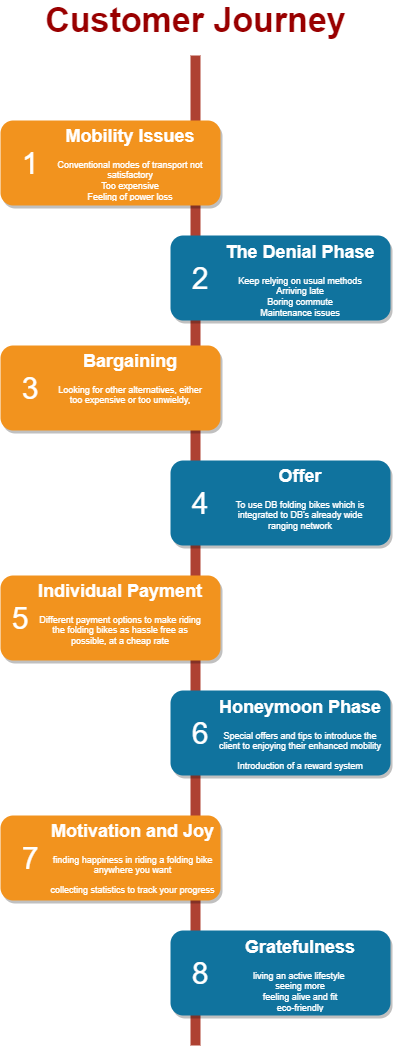 Customer Journey
Mobility Issues
1
Conventional modes of transport not
satisfactory
Too expensive
Feeling of power loss
The Denial Phase
2
Keep relying on usual methods
Arriving late
Boring commute
Maintenance issues
Bargaining
3
Looking for other alternatives, either
too expensive or too unwieldy,
Offer
4
To use DB folding bikes which is
integrated to DB's already wide
ranging network
Individual Payment
5
Different payment options to make riding
the folding bikes as hassle free as
possible, at a cheap rate
Honeymoon Phase
6
Special offers and tips to introduce the
client to enjoying their enhanced mobility
Introduction of a reward system
Motivation and Joy
7
finding happiness in riding a folding bike
anywhere you want
collecting statistics to track your progress
Gratefulness
8
living an active lifestyle
seeing more
feeling alive and fit
eco-friendly